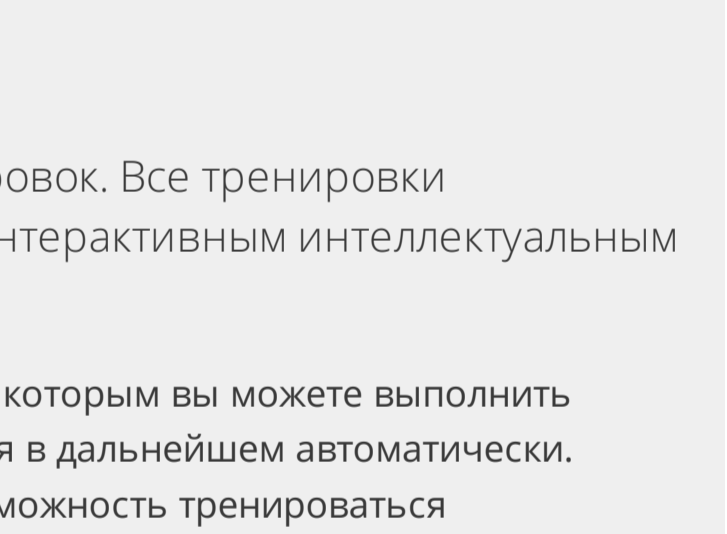 ровок. Все тренировки
нтерактивным интеллектуальным
которым вы можете выполнить
я в дальнейшем автоматически.
можность тренироваться